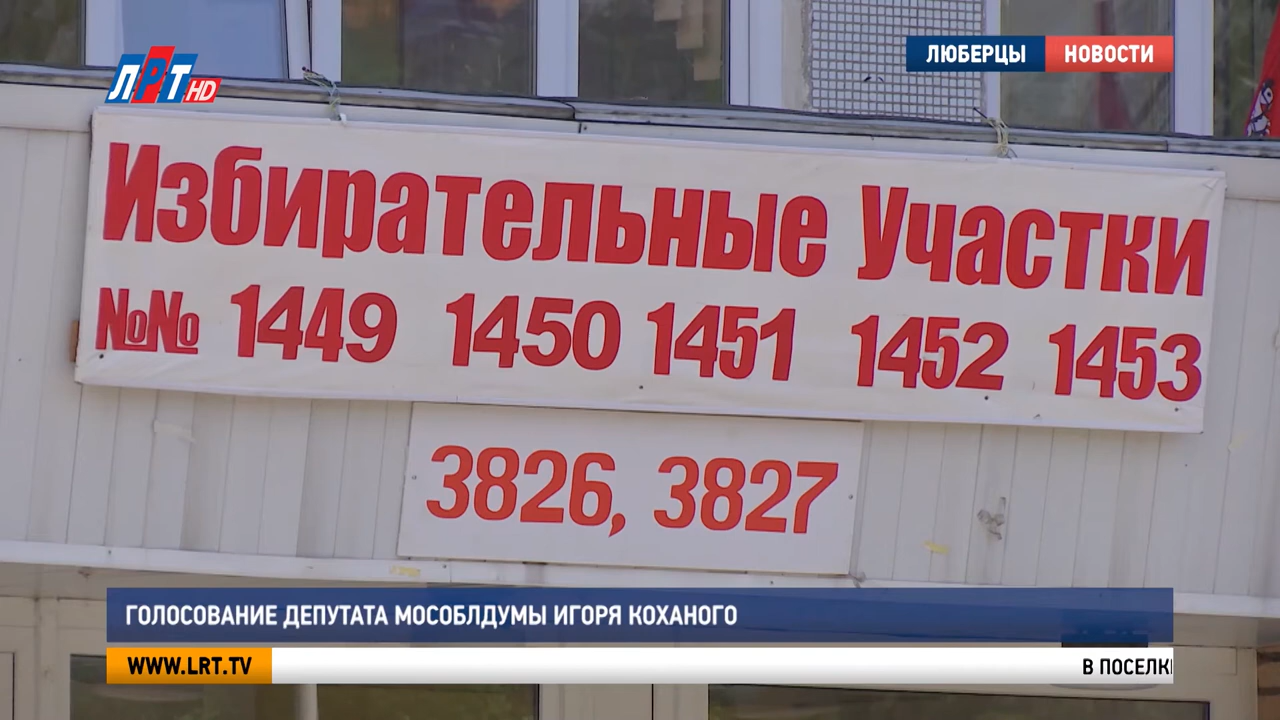 ЛРТ HD
ЛЮБЕРЦЫ НОВОСТИ
Избирательные Участки
№№ 1449 1450 1451 1452 1453
3826, 3827
ГОЛОСОВАНИЕ ДЕПУТАТА МОСОБЛДУМЫ ИГОРЯ КОХАНОГО
WWW.LRT.TV
В ПОСЕЛК